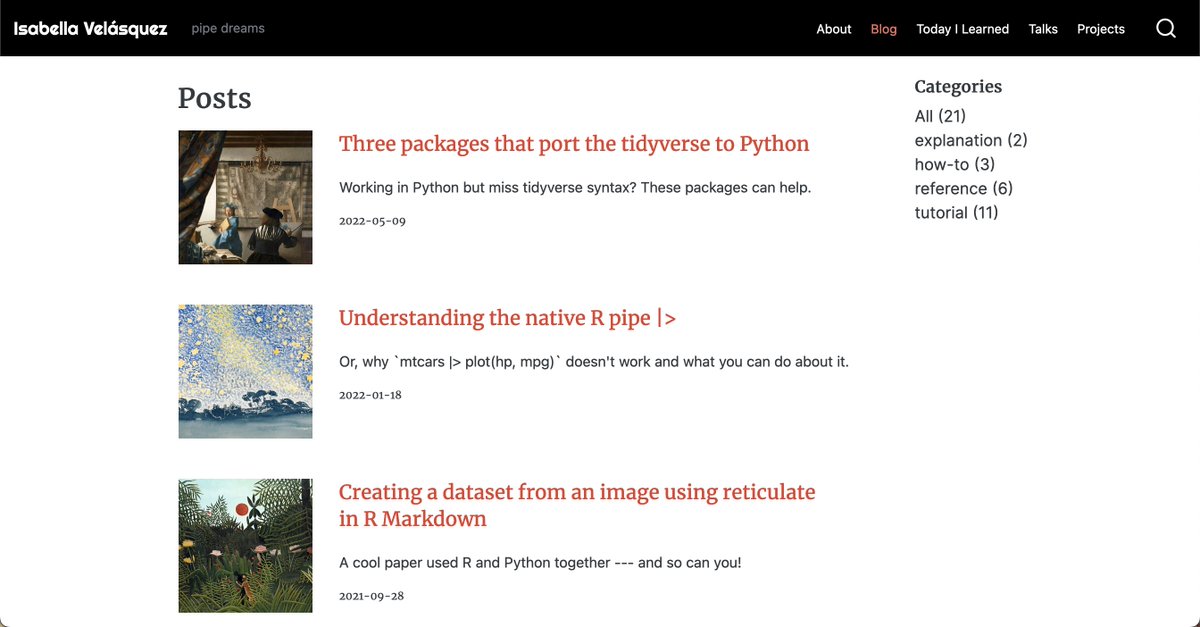 Isabella Velásquez pipe dreams About Blog Today I Learned Talks Projects
Posts
Three packages that port the tidyverse to Python
Working in Python but miss tidyverse syntax? These packages can help.
2022-05-09
Understanding the native R pipe |>
Or, why `mtcars |> plot(hp, mpg)` doesn't work and what you can do about it.
2022-01-18
Creating a dataset from an image using reticulate
in R Markdown
A cool paper used R and Python together --- and so can you!
2021-09-28
Categories
All (21)
explanation (2)
how-to (3)
reference (6)
tutorial (11)